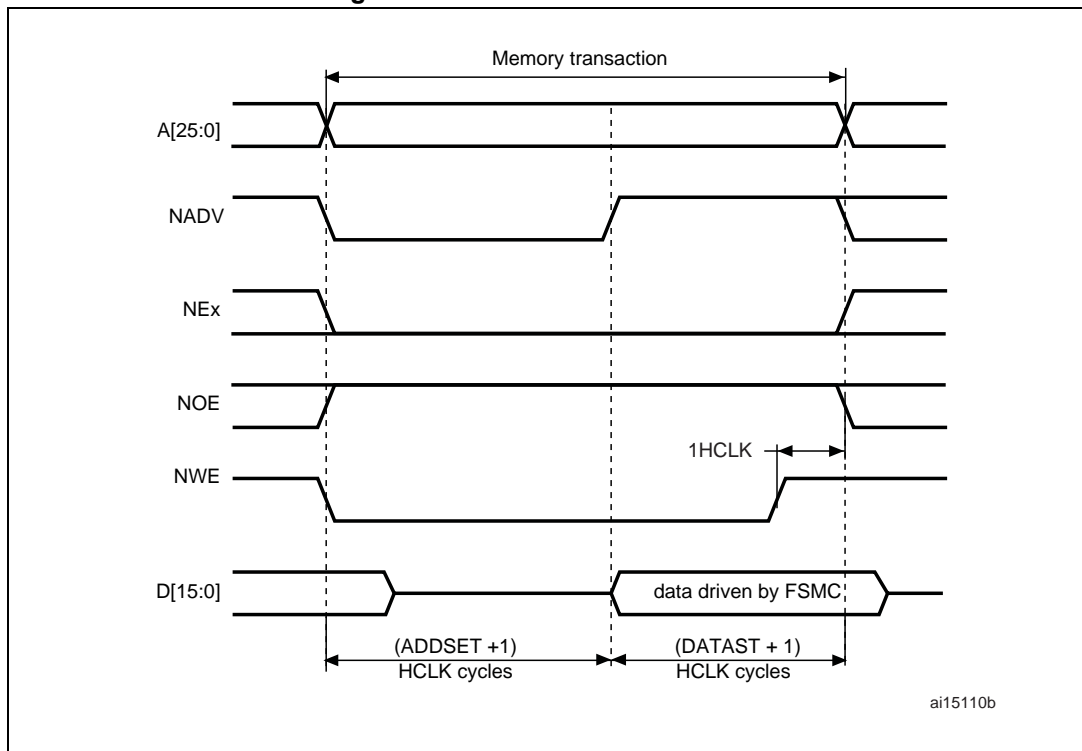 Memory transaction
A[25:0]
NADV
NEx
NOE
1HCLK
NWE
D[15:0]
data driven by FSMC
(ADDSET +1)
HCLK cycles
(DATAST + 1)
HCLK cycles
ai15110b